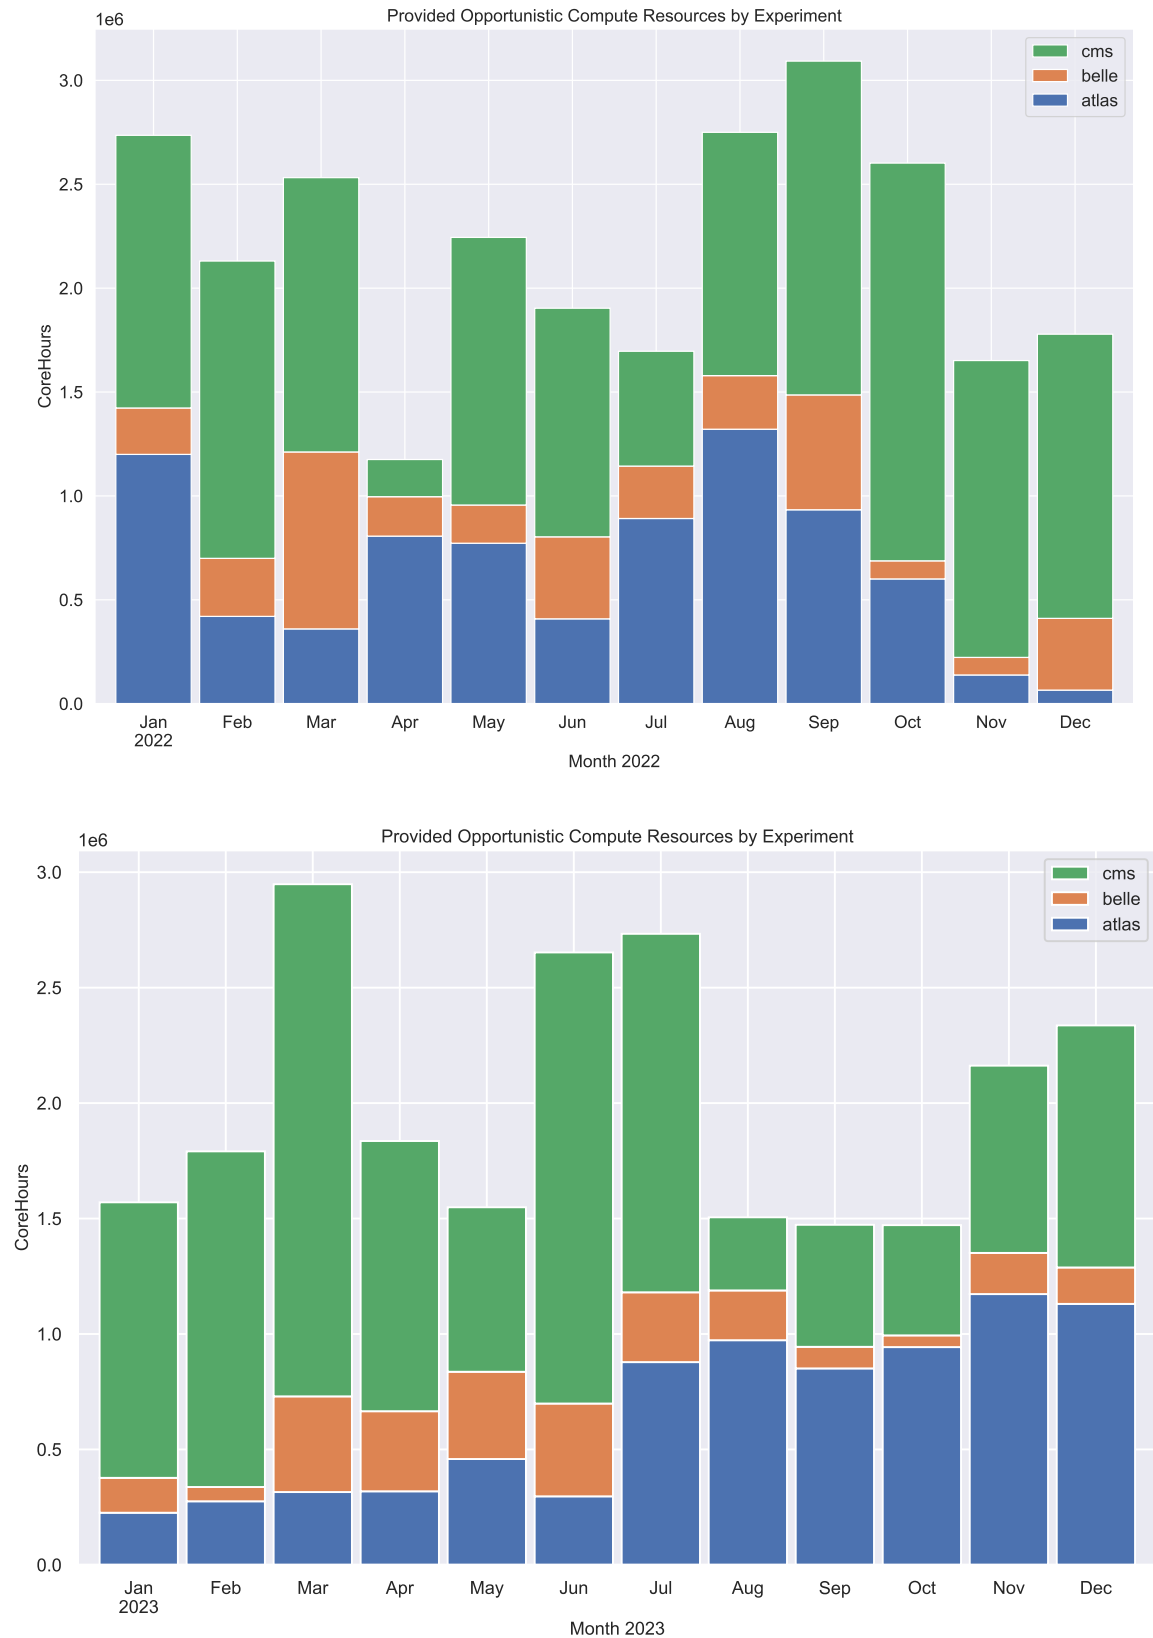 1e6
Provided Opportunistic Compute Resources by Experiment
cms
belle
atlas
3.0
2.5
2.0
1.5
1.0
0.5
0.0
CoreHours
Jan Feb Mar Apr May Jun Jul Aug Sep Oct Nov Dec
2022
Month 2022
1e6
Provided Opportunistic Compute Resources by Experiment
cms
belle
atlas
3.0
2.5
2.0
1.5
1.0
0.5
0.0
CoreHours
Jan Feb Mar Apr May Jun Jul Aug Sep Oct Nov Dec
2023
Month 2023